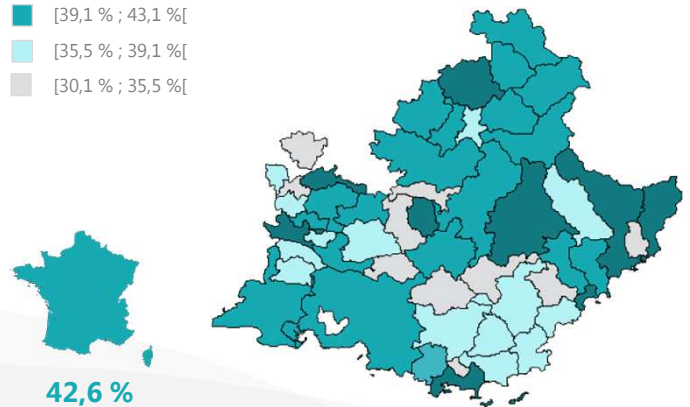 [39,1 % ; 43,1 %[
[35,5 % ; 39,1 %[
[30,1 % ; 35,5 %[
42,6 %